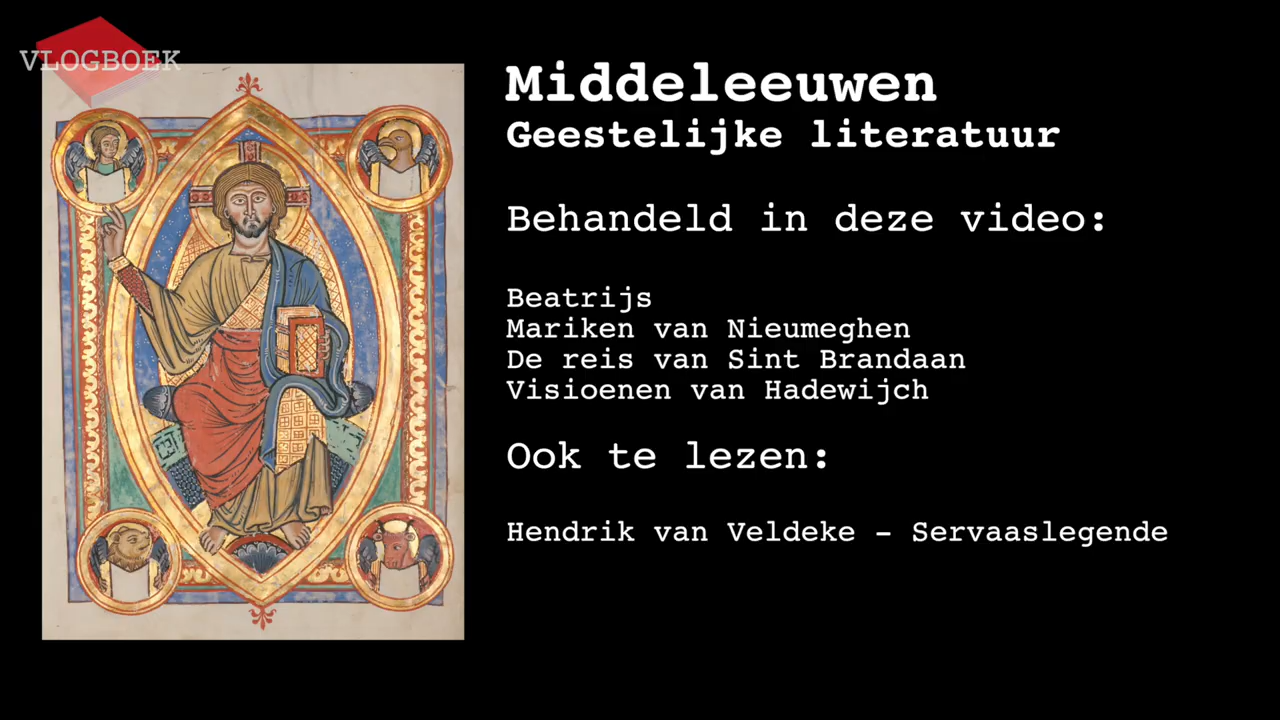 VLOGBOEK
Middeleeuwen
Geestelijke literatuur
Behandeld in deze video:
Beatrijs
Mariken van Nieumeghen
De reis van Sint Brandaan
Visioenen van Hadewijch
Ook te lezen:
Hendrik van Veldeke – Servaaslegende